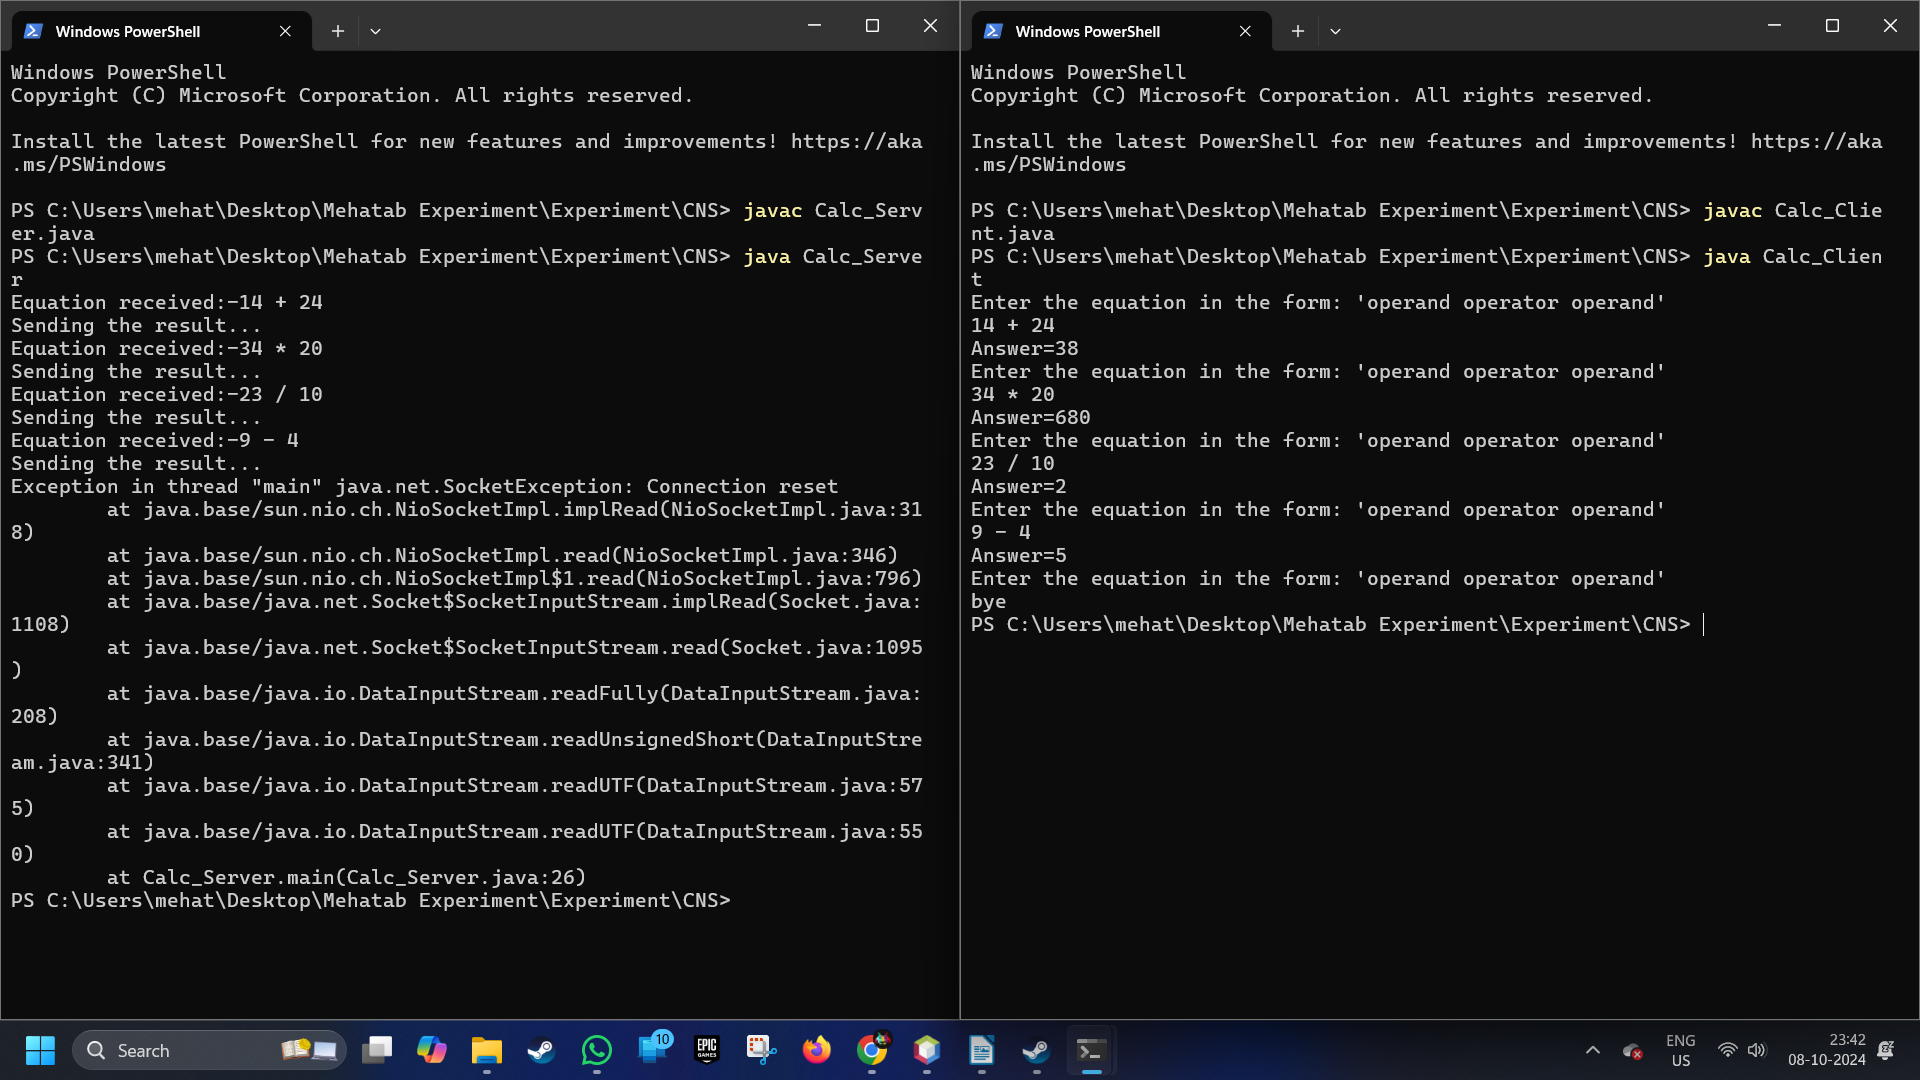 Windows PowerShell
Windows PowerShell
Copyright (C) Microsoft Corporation. All rights reserved.
Install the latest PowerShell for new features and improvements! https://aka
.ms/PSWindows
PS C:\Users\mehat\Desktop\Mehatab Experiment\Experiment\CNS> javac Calc_Serv
er.java
PS C:\Users\mehat\Desktop\Mehatab Experiment\Experiment\CNS> java Calc_Serve
r
Equation received:-14 + 24
Sending the result...
Equation received:-34 * 20
Sending the result...
Equation received:-23 / 10
Sending the result...
Equation received:-9 - 4
Sending the result...
Exception in thread "main" java.net.SocketException: Connection reset
        at java.base/sun.nio.ch.NioSocketImpl.implRead(NioSocketImpl.java:31
8)
        at java.base/sun.nio.ch.NioSocketImpl.read(NioSocketImpl.java:346)
        at java.base/sun.nio.ch.NioSocketImpl$1.read(NioSocketImpl.java:796)
        at java.base/java.net.Socket$SocketInputStream.implRead(Socket.java:
1108)
        at java.base/java.net.Socket$SocketInputStream.read(Socket.java:1095
)
        at java.base/java.io.DataInputStream.readFully(DataInputStream.java:
208)
        at java.base/java.io.DataInputStream.readUnsignedShort(DataInputStre
am.java:341)
        at java.base/java.io.DataInputStream.readUTF(DataInputStream.java:57
5)
        at java.base/java.io.DataInputStream.readUTF(DataInputStream.java:55
0)
        at Calc_Server.main(Calc_Server.java:26)
PS C:\Users\mehat\Desktop\Mehatab Experiment\Experiment\CNS>
Windows PowerShell
Windows PowerShell
Copyright (C) Microsoft Corporation. All rights reserved.
Install the latest PowerShell for new features and improvements! https://aka
.ms/PSWindows
PS C:\Users\mehat\Desktop\Mehatab Experiment\Experiment\CNS> javac Calc_Clie
nt.java
PS C:\Users\mehat\Desktop\Mehatab Experiment\Experiment\CNS> java Calc_Clien
t
Enter the equation in the form: 'operand operator operand'
14 + 24
Answer=38
Enter the equation in the form: 'operand operator operand'
34 * 20
Answer=680
Enter the equation in the form: 'operand operator operand'
23 / 10
Answer=2
Enter the equation in the form: 'operand operator operand'
9 - 4
Answer=5
Enter the equation in the form: 'operand operator operand'
bye
PS C:\Users\mehat\Desktop\Mehatab Experiment\Experiment\CNS>
Search
10
EPIC
GAMES
ENG
US
23:42
08-10-2024